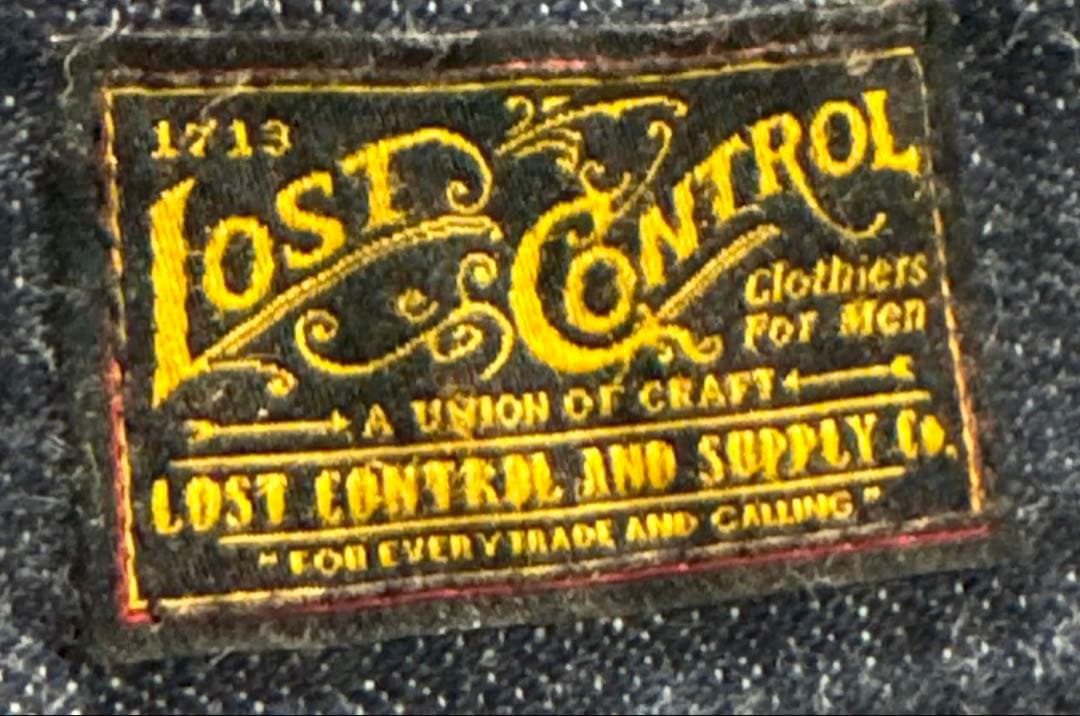 1713
LOST CONTROL
Clothiers
For Men
A UNION OF CRAFT
LOST CONTROL AND SUPPLY Co.
"FOR EVERY TRADE AND CALLING"